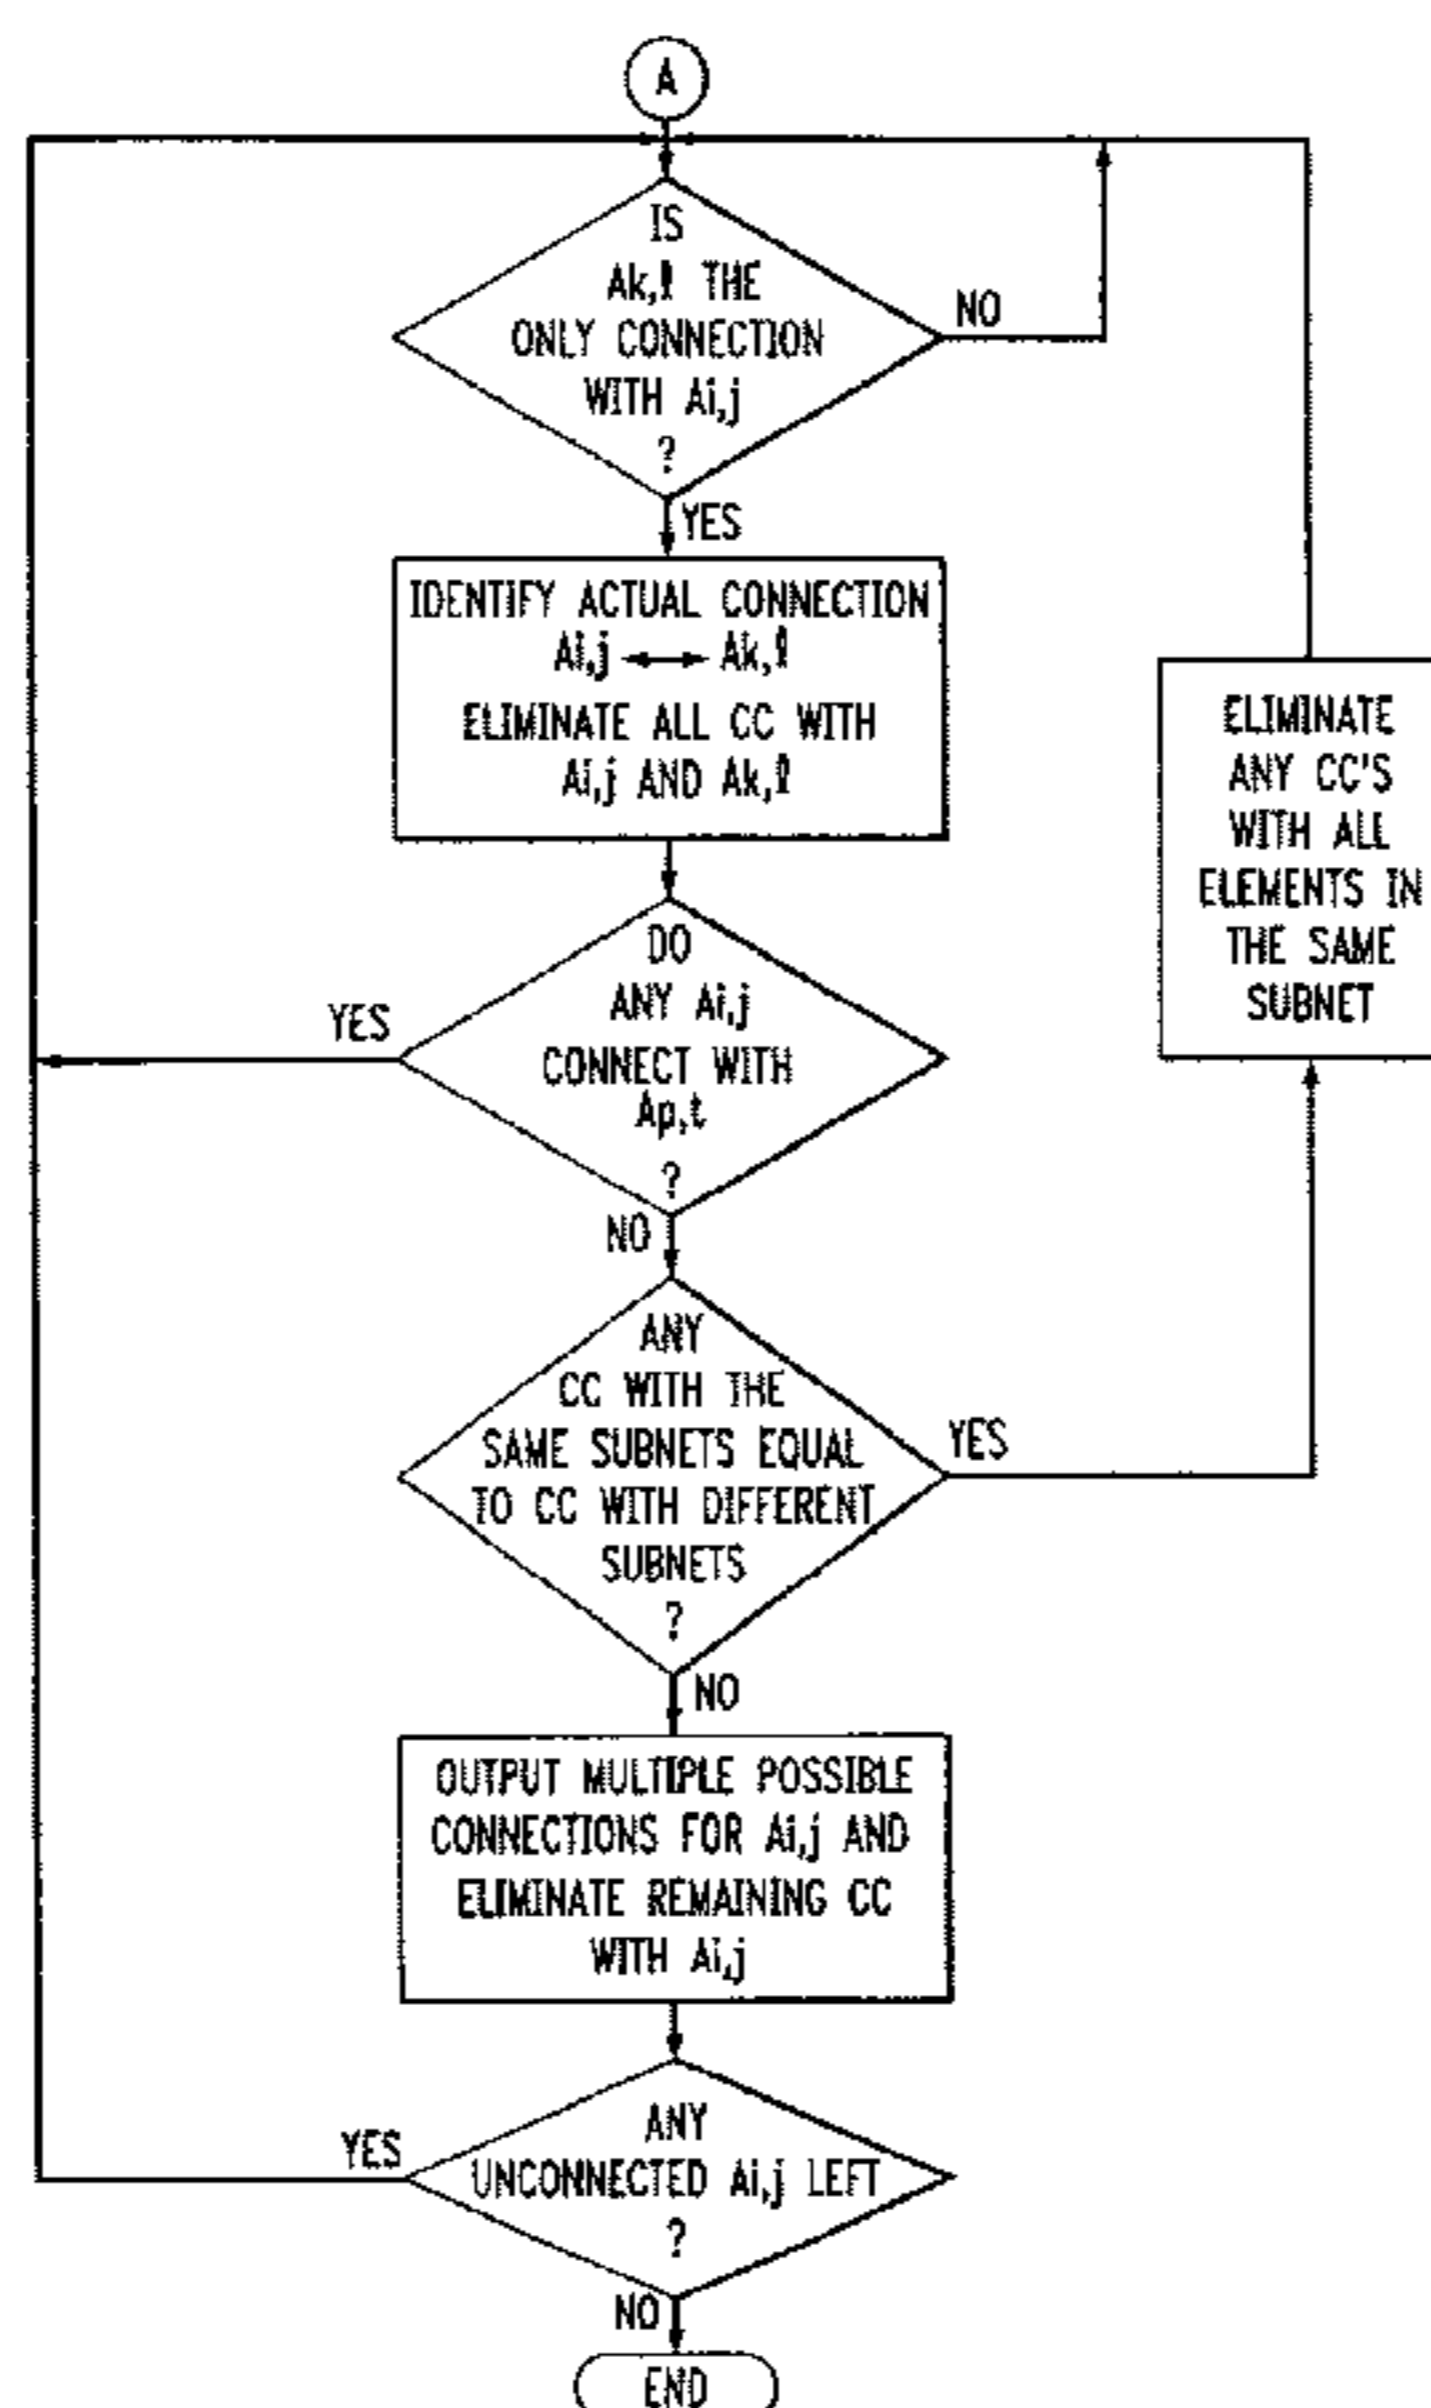 A
IS
Ak,l THE
ONLY CONNECTION
WITH Ai,j
?
NO
YES
IDENTIFY ACTUAL CONNECTION
Ai,j ↔ Ak,l
ELIMINATE ALL CC WITH
Ai,j AND Ak,l
ELIMINATE
ANY CC'S
WITH ALL
ELEMENTS IN
THE SAME
SUBNET
DO
ANY Ai,j
CONNECT WITH
Ap,t
?
YES
NO
ANY
CC WITH THE
SAME SUBNETS EQUAL
TO CC WITH DIFFERENT
SUBNETS
?
YES
NO
OUTPUT MULTIPLE POSSIBLE
CONNECTIONS FOR Ai,j AND
ELIMINATE REMAINING CC
WITH Ai,j
ANY
UNCONNECTED Ai,j LEFT
?
YES
NO
END